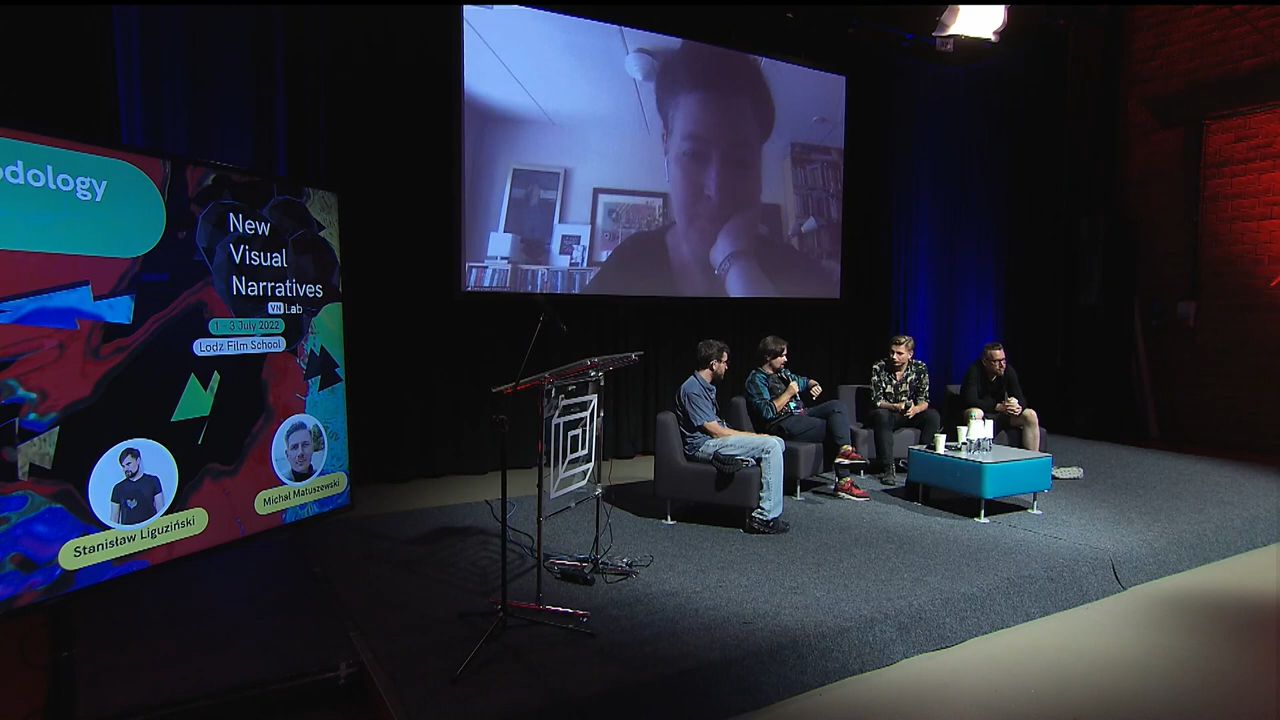 odology
New
Visual
Narratives
VN Lab
1 - 3 July 2022
Lodz Film School
Michał Matuszewski
Stanisław Liguziński